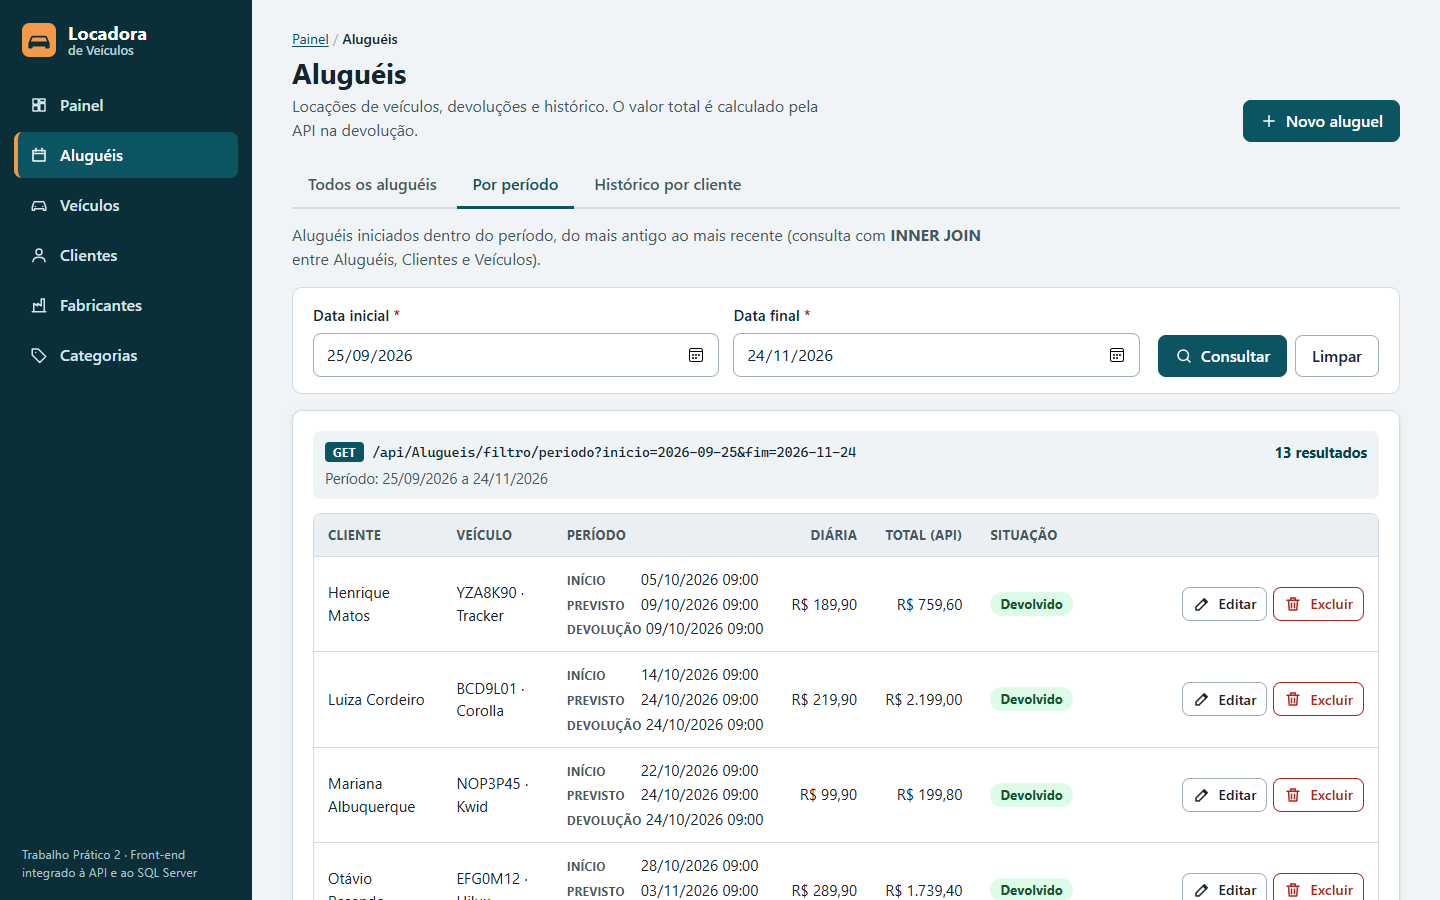 Locadora
de Veículos
Painel
Aluguéis
Veículos
Clientes
Fabricantes
Categorias
Trabalho Prático 2 · Front-end
integrado à API e ao SQL Server
Painel / Aluguéis
Aluguéis
Locações de veículos, devoluções e histórico. O valor total é calculado pela
API na devolução.
Novo aluguel
Todos os aluguéis Por período Histórico por cliente
Aluguéis iniciados dentro do período, do mais antigo ao mais recente (consulta com INNER JOIN
entre Aluguéis, Clientes e Veículos).
Data inicial * Data final *
25/09/2026 24/11/2026 Consultar Limpar
GET /api/Alugueis/filtro/periodo?inicio=2026-09-25&fim=2026-11-24 13 resultados
Período: 25/09/2026 a 24/11/2026
CLIENTE VEÍCULO PERÍODO DIÁRIA TOTAL (API) SITUAÇÃO
Henrique Matos YZA8K90 · Tracker INÍCIO 05/10/2026 09:00
PREVISTO 09/10/2026 09:00 R$ 189,90 R$ 759,60 Devolvido Editar Excluir
DEVOLUÇÃO 09/10/2026 09:00
Luiza Cordeiro BCD9L01 · Corolla INÍCIO 14/10/2026 09:00
PREVISTO 24/10/2026 09:00 R$ 219,90 R$ 2.199,00 Devolvido Editar Excluir
DEVOLUÇÃO 24/10/2026 09:00
Mariana Albuquerque NOP3P45 · Kwid INÍCIO 22/10/2026 09:00
PREVISTO 24/10/2026 09:00 R$ 99,90 R$ 199,80 Devolvido Editar Excluir
DEVOLUÇÃO 24/10/2026 09:00
Otávio EFG0M12 · INÍCIO 28/10/2026 09:00
PREVISTO 03/11/2026 09:00 R$ 289,90 R$ 1.739,40 Devolvido Editar Excluir